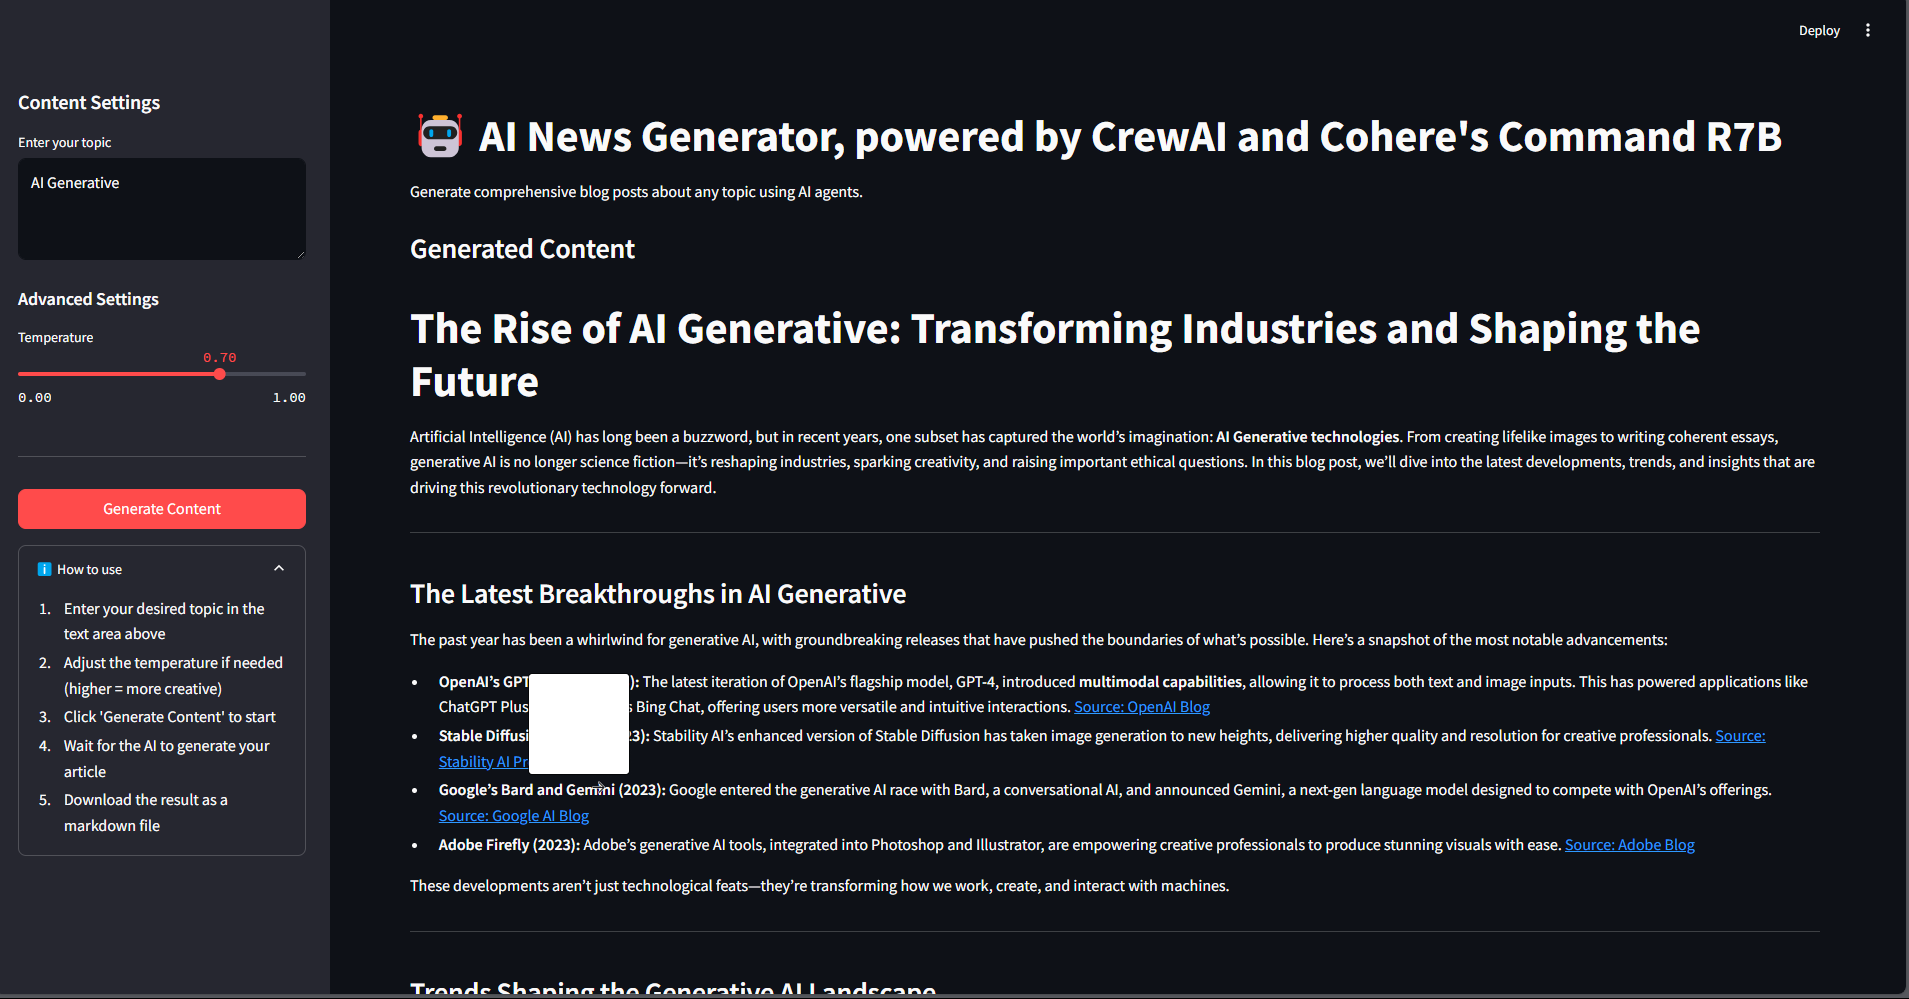 Deploy
Content Settings
Enter your topic
AI Generative
Advanced Settings
Temperature
0.70
0.00 1.00
Generate Content
How to use
1. Enter your desired topic in the
text area above
2. Adjust the temperature if needed
(higher = more creative)
3. Click 'Generate Content' to start
4. Wait for the AI to generate your
article
5. Download the result as a
markdown file
AI News Generator, powered by CrewAI and Cohere's Command R7B
Generate comprehensive blog posts about any topic using AI agents.
Generated Content
The Rise of AI Generative: Transforming Industries and Shaping the
Future
Artificial Intelligence (AI) has long been a buzzword, but in recent years, one subset has captured the world’s imagination: AI Generative technologies. From creating lifelike images to writing coherent essays,
generative AI is no longer science fiction—it’s reshaping industries, sparking creativity, and raising important ethical questions. In this blog post, we’ll dive into the latest developments, trends, and insights that are
driving this revolutionary technology forward.
The Latest Breakthroughs in AI Generative
The past year has been a whirlwind for generative AI, with groundbreaking releases that have pushed the boundaries of what’s possible. Here’s a snapshot of the most notable advancements:
• OpenAI’s GPT ): The latest iteration of OpenAI’s flagship model, GPT-4, introduced multimodal capabilities, allowing it to process both text and image inputs. This has powered applications like
ChatGPT Plus Bing Chat, offering users more versatile and intuitive interactions. Source: OpenAI Blog
• Stable 23): Stability AI’s enhanced version of Stable Diffusion has taken image generation to new heights, delivering higher quality and resolution for creative professionals. Source:
Stability AI
• Google’s Bard and Gemini (2023): Google entered the generative AI race with Bard, a conversational AI, and announced Gemini, a next-gen language model designed to compete with OpenAI’s offerings.
Source: Google AI Blog
• Adobe Firefly (2023): Adobe’s generative AI tools, integrated into Photoshop and Illustrator, are empowering creative professionals to produce stunning visuals with ease. Source: Adobe Blog
These developments aren’t just technological feats—they’re transforming how we work, create, and interact with machines.
Trends Shaping the Generative AI Landscape